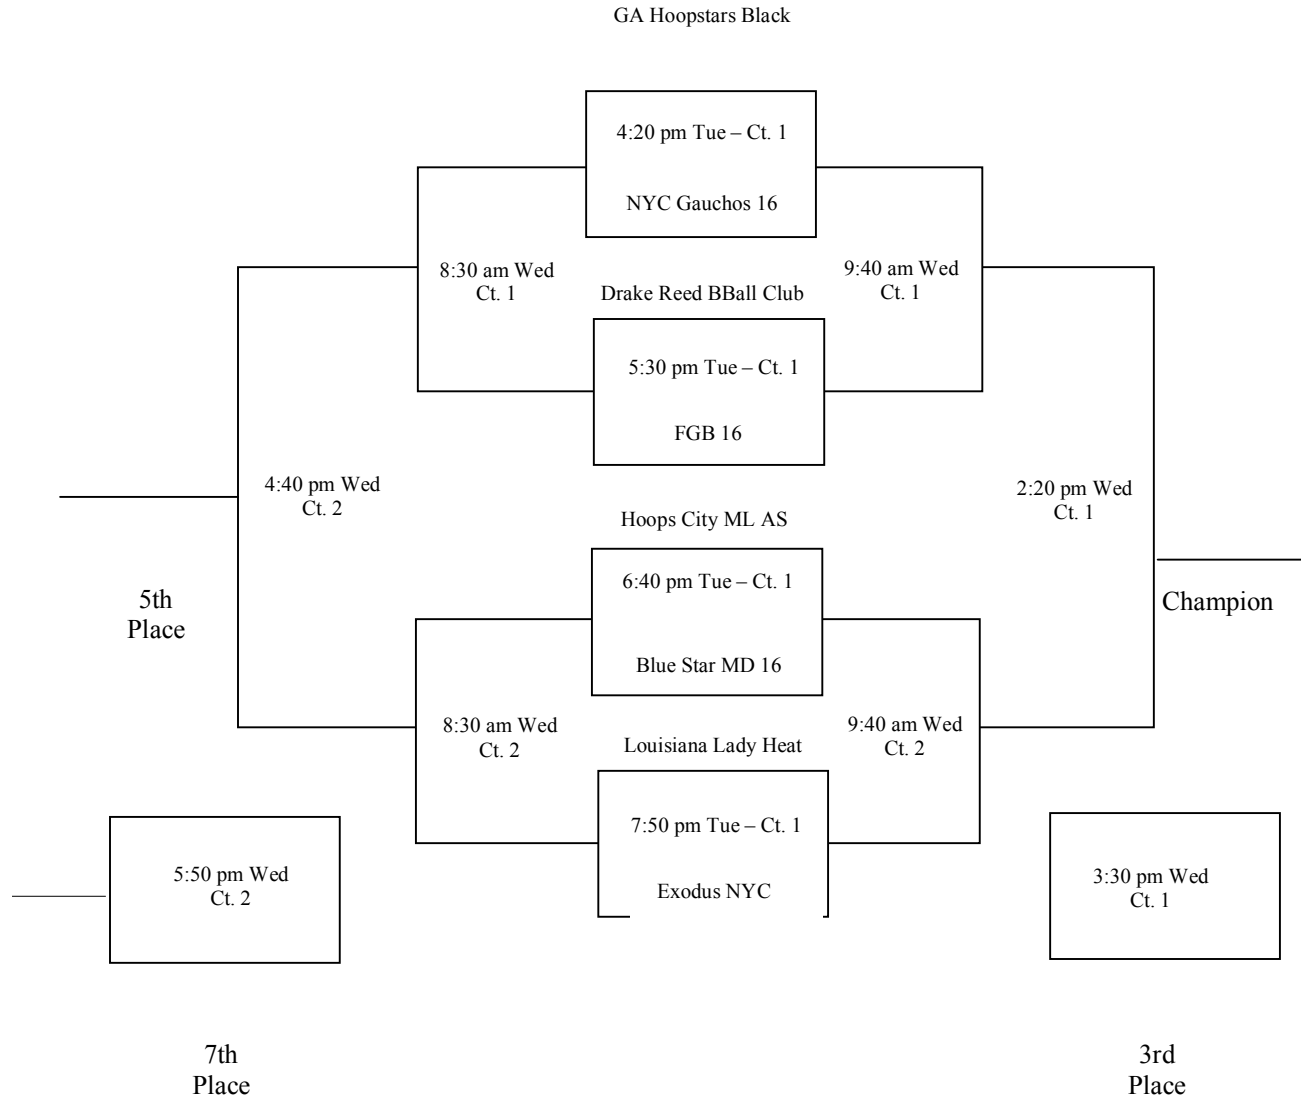 GA Hoopstars Black
4:20 pm Tue – Ct. 1
NYC Gauchos 16
8:30 am Wed
Ct. 1
9:40 am Wed
Ct. 1
Drake Reed BBall Club
5:30 pm Tue – Ct. 1
FGB 16
4:40 pm Wed
Ct. 2
2:20 pm Wed
Ct. 1
Hoops City ML AS
6:40 pm Tue – Ct. 1
5th
Place
Champion
Blue Star MD 16
8:30 am Wed
Ct. 2
9:40 am Wed
Ct. 2
Louisiana Lady Heat
7:50 pm Tue – Ct. 1
Exodus NYC
5:50 pm Wed
Ct. 2
3:30 pm Wed
Ct. 1
7th
Place
3rd
Place